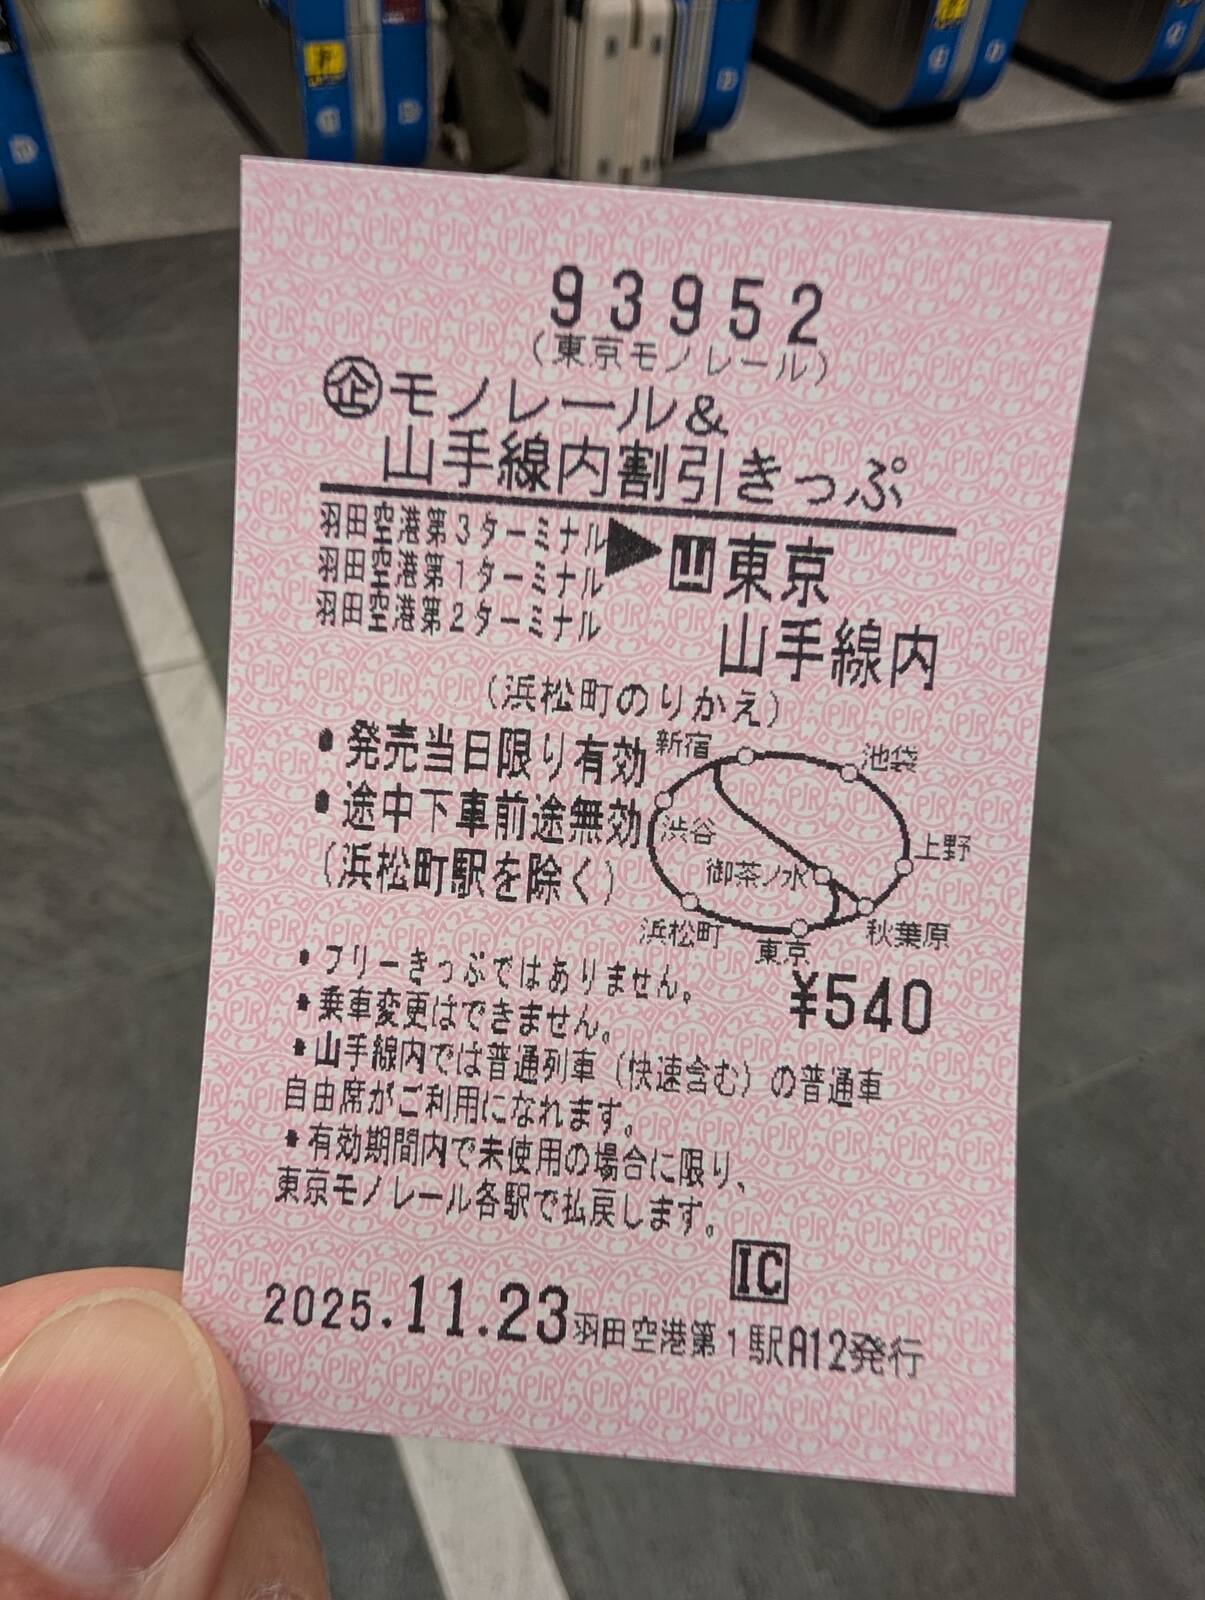 93952
(東京モノレール)
企モノレール&
山手線内割引きっぷ
羽田空港第3ターミナル
羽田空港第1ターミナル
羽田空港第2ターミナル
▶山東京
山手線内
(浜松町のりかえ)
・発売当日限り有効
・途中下車前途無効
(浜松町駅を除く)
新宿
池袋
渋谷
上野
御茶ノ水
浜松町
東京
秋葉原
¥540
・フリーきっぷではありません。
・乗車変更はできません。
・山手線内では普通列車(快速含む)の普通車
自由席がご利用になれます。
・有効期間内で未使用の場合に限り、
東京モノレール各駅で払戻します。
IC
2025.11.23羽田空港第1駅A12発行